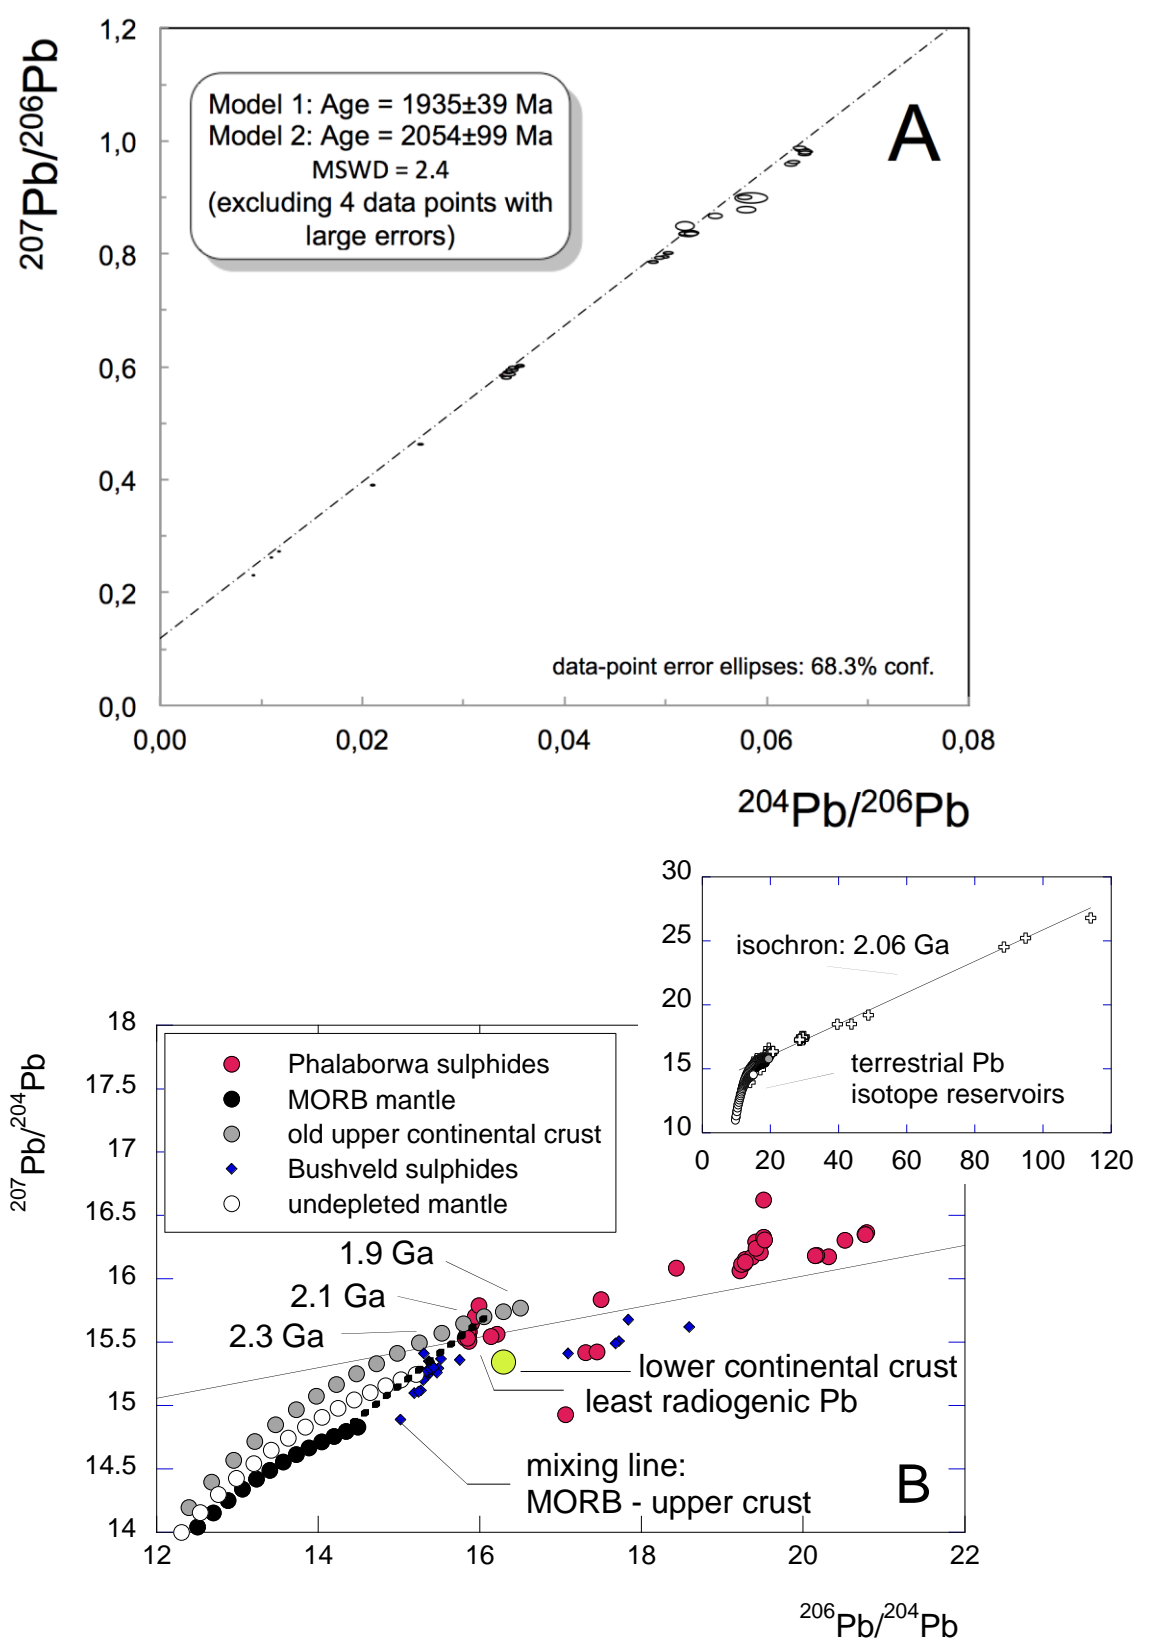 1,2
1,0
0,8
0,6
0,4
0,2
0,0
207Pb/206Pb
Model 1: Age = 1935±39 Ma
Model 2: Age = 2054±99 Ma
MSWD = 2.4
(excluding 4 data points with
large errors)
A
data-point error ellipses: 68.3% conf.
0,00 0,02 0,04 0,06 0,08
204Pb/206Pb
30
25
20
15
10
isochron: 2.06 Ga
terrestrial Pb
isotope reservoirs
0 20 40 60 80 100 120
18
17.5
17
16.5
16
15.5
15
14.5
14
207Pb/204Pb
Phalaborwa sulphides
MORB mantle
old upper continental crust
Bushveld sulphides
undepleted mantle
1.9 Ga
2.1 Ga
2.3 Ga
lower continental crust
least radiogenic Pb
mixing line:
MORB - upper crust
B
12 14 16 18 20 22
206Pb/204Pb